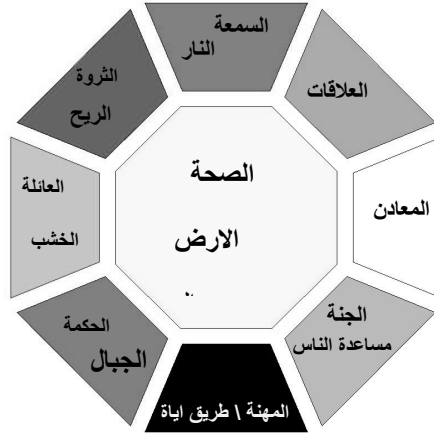 السمعة
النار
العلاقات
الثروة
الريح
المعادن
الصحة
الارض
العائلة
الخشب
الجنة
مساعدة الناس
الحكمة
الجبال
المهنة \ طريق اياة